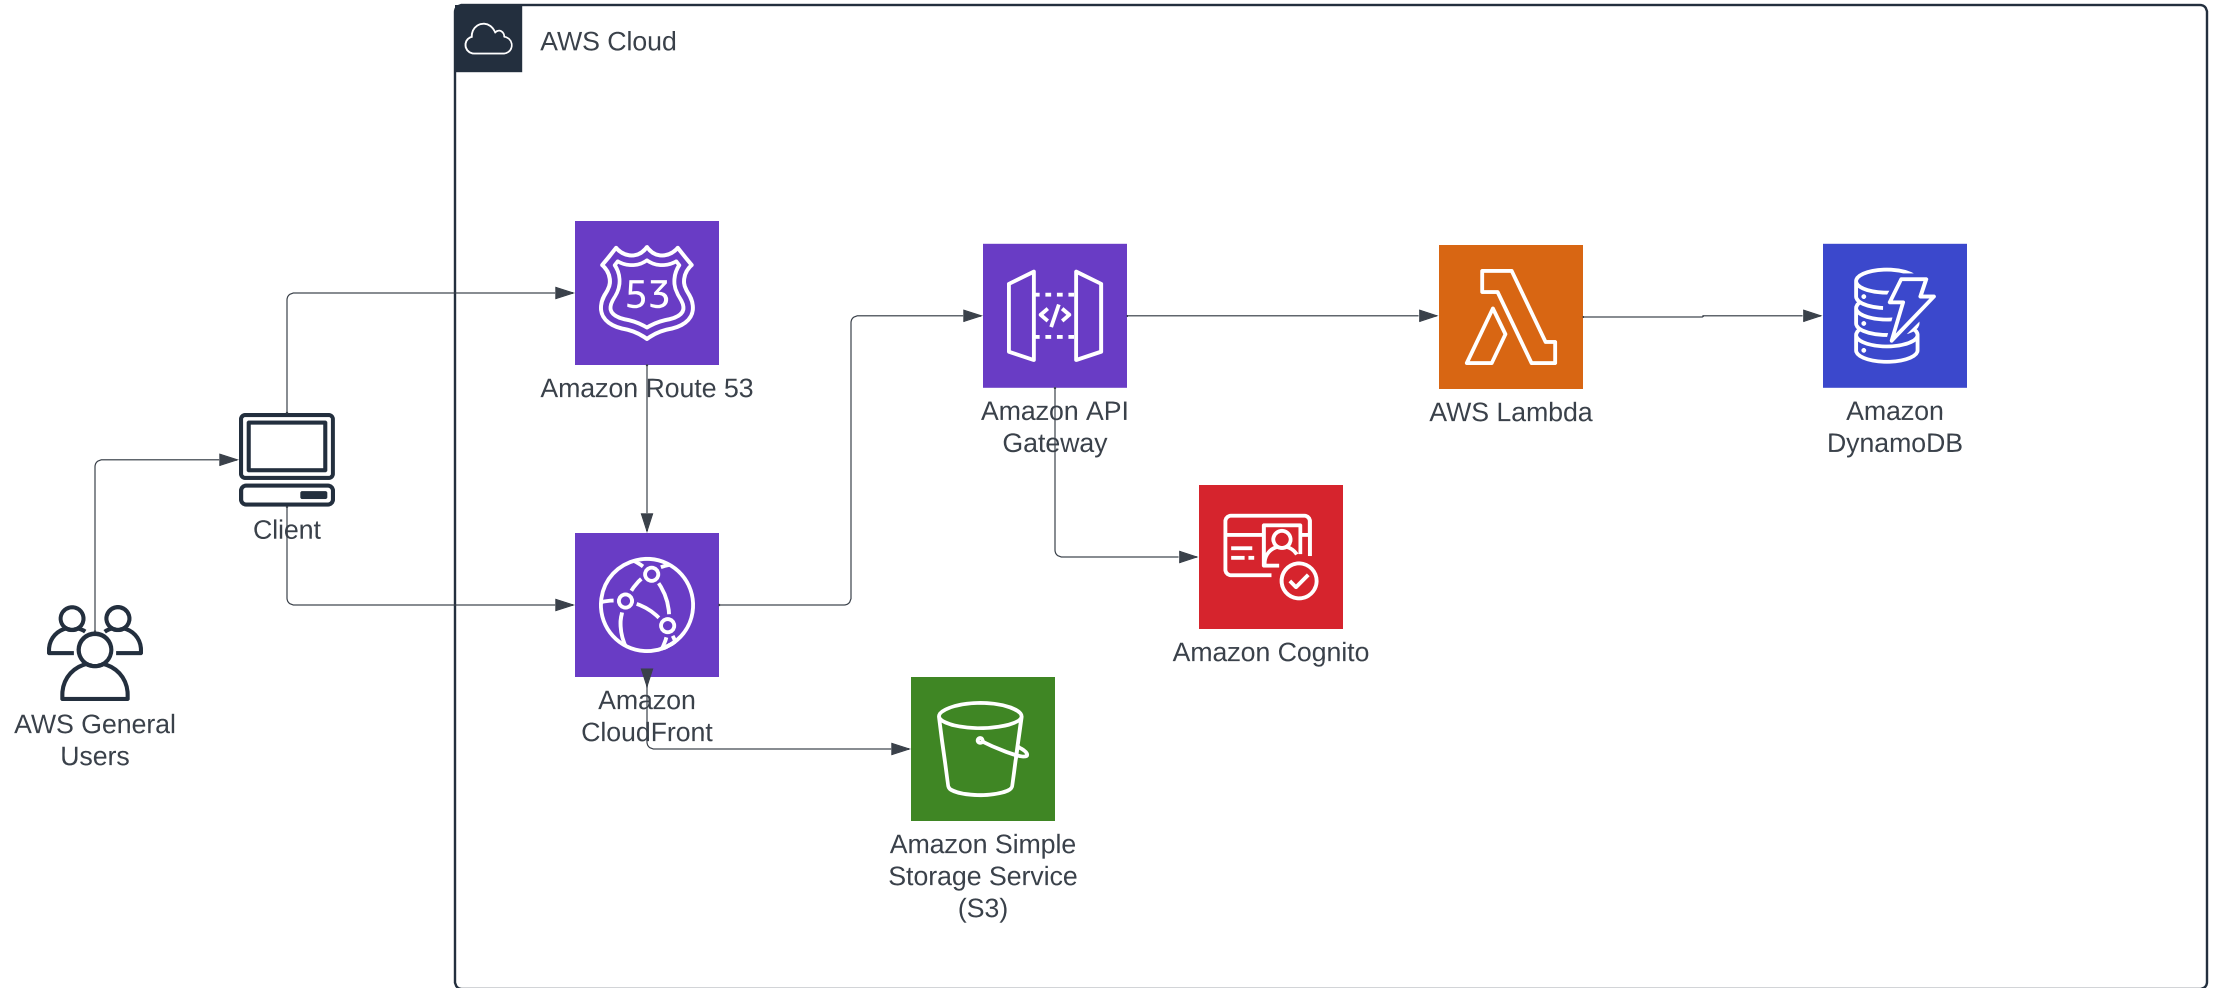 AWS Cloud
53
Amazon Route 53
</>
Amazon API
Gateway
AWS Lambda
Amazon
DynamoDB
Client
Amazon Cognito
Amazon
CloudFront
AWS General
Users
Amazon Simple
Storage Service
(S3)